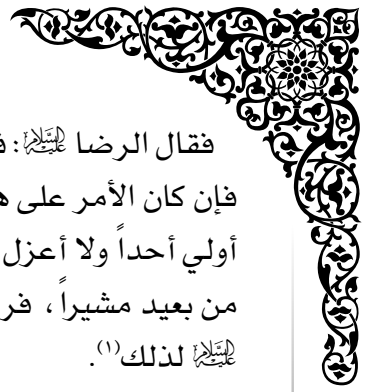 فقال الرضا عليه السلام: ف
فإن كان الأمر على ه
أولي أحداً ولا أعزل
من بعيد مشيراً، فر
عليه السلام لذلك(١).